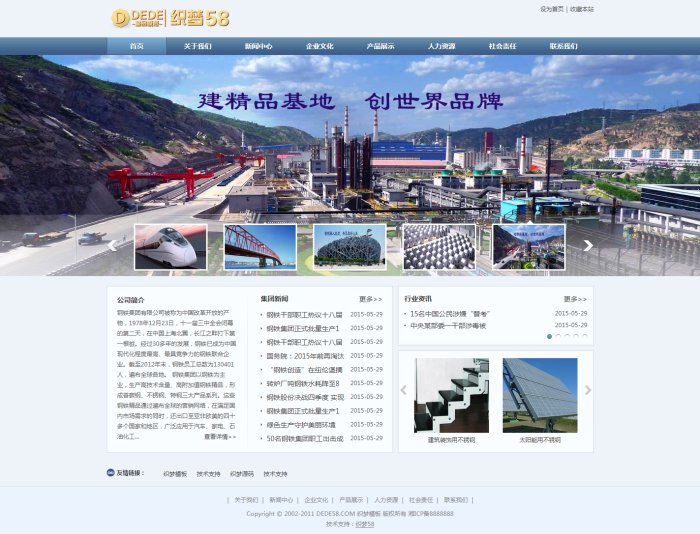 DEDE 织梦58
设为首页 | 收藏本站
首页 关于我们 新闻中心 企业文化 产品展示 人力资源 社会责任 联系我们
建精品基地 创世界品牌
公司简介
钢铁集团有限公司被称为中国改革开放的产
物，1978年12月23日，十一届三中全会闭幕
的第二天，在中国上海北翼，长江之畔打下第
一根桩。经过30多年的发展，钢铁已成为中国
现代化程度最高、最具竞争力的钢铁联合企
业。截至2012年末，钢铁员工总数为130401
人，遍布全球各地。 钢铁集团以钢铁为主
业，生产高技术含量、高附加值钢铁精品，形
成普碳钢、不锈钢、特钢三大产品系列。这些
钢铁精品通过遍布全球的营销网络，在满足国
内市场需求的同时，还出口至亚非欧美的四十
多个国家和地区，广泛应用于汽车、家电、石
油化工... 查看详情>>
集团新闻 更多>>
钢铁干部职工热议十八届 2015-05-29
钢铁集团正式批量生产1 2015-05-29
钢铁干部职工热议十八届 2015-05-29
国务院：2015年前再淘汰 2015-05-29
“钢铁创造”在纽伦堡摘 2015-05-29
转炉厂吨钢铁水耗降至8 2015-05-29
钢铁股份决战四季度 实现 2015-05-29
钢铁集团正式批量生产1 2015-05-29
绿色生产守护美丽环境 2015-05-29
50名钢铁集团职工出击成 2015-05-29
行业资讯 更多>>
15名中国公民涉嫌“替考” 2015-05-29
中央某部委一干部涉毒被 2015-05-29
建筑装饰用不锈钢 太阳能用不锈钢
友情链接： 织梦模板 技术支持 织梦源码 技术支持
| 关于我们 | 新闻中心 | 企业文化 | 产品展示 | 人力资源 | 社会责任 | 联系我们 |
Copyright © 2002-2011 DEDE58.COM 织梦模板 版权所有 湘ICP备8888888
技术支持：织梦58